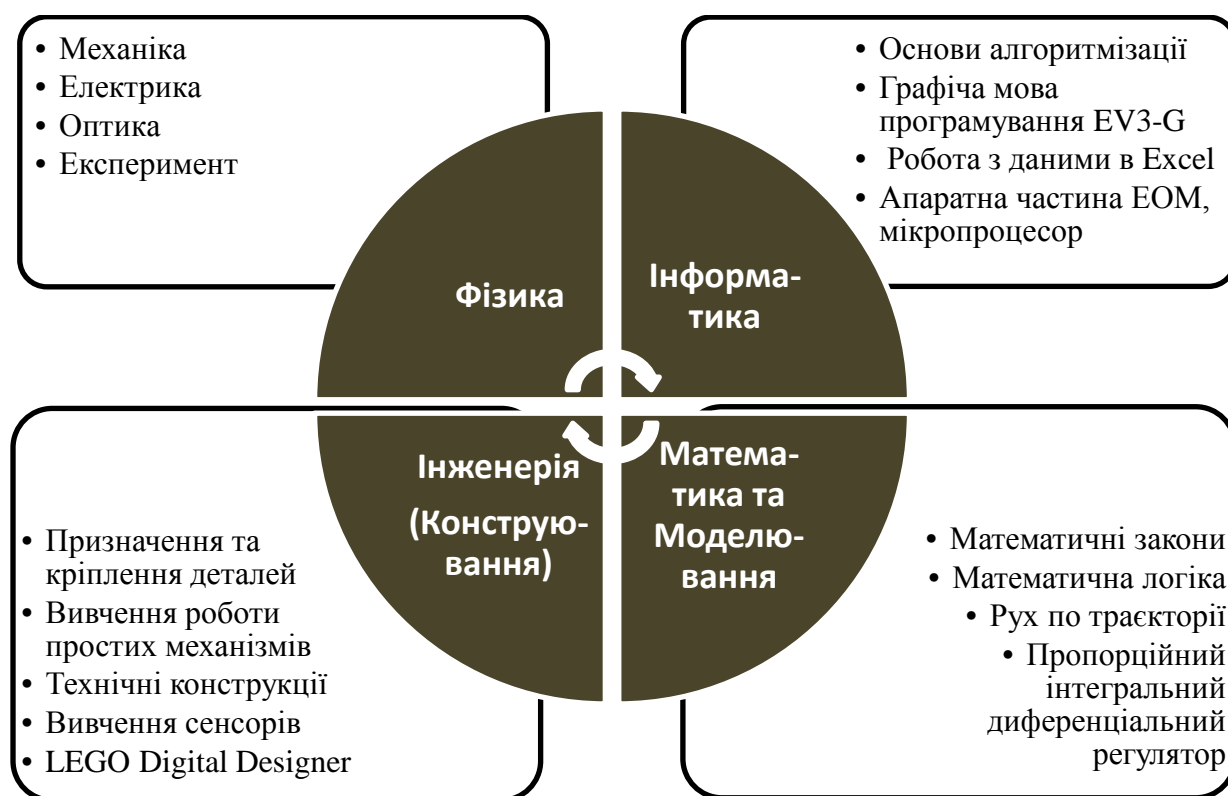 • Механіка
• Електрика
• Оптика
• Експеримент
• Основи алгоритмізації
• Графіча мова
програмування EV3-G
• Робота з даними в Excel
• Апаратна частина ЕОМ,
мікропроцесор
Фізика
Інформа-
тика
Інженерія
(Конструю-
вання)
Матема-
тика та
Моделю-
вання
• Призначення та
кріплення деталей
• Вивчення роботи
простих механізмів
• Технічні конструкції
• Вивчення сенсорів
• LEGO Digital Designer
• Математичні закони
• Математична логіка
• Рух по траєкторії
• Пропорційний
інтегральний
диференціальний
регулятор